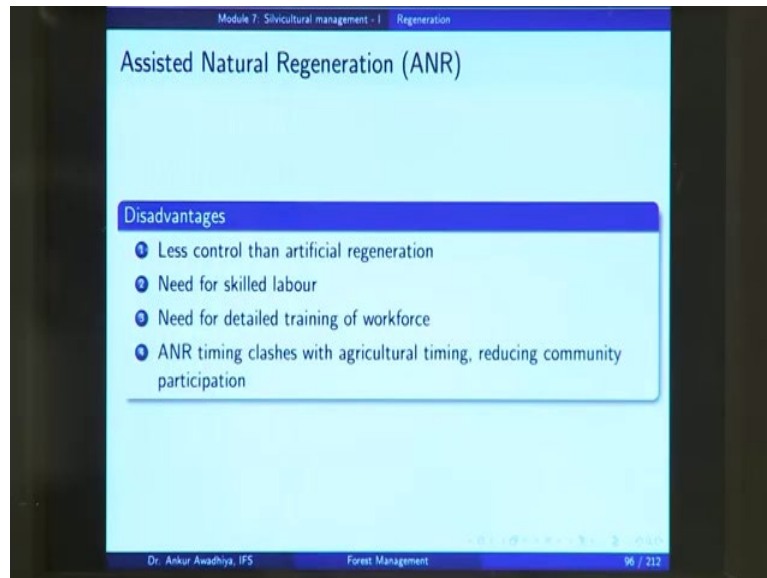 Module 7: Silvicultural management - I Regeneration
Assisted Natural Regeneration (ANR)
Disadvantages
1 Less control than artificial regeneration
2 Need for skilled labour
3 Need for detailed training of workforce
4 ANR timing clashes with agricultural timing, reducing community
participation
Dr. Ankur Awadhiya, IFS Forest Management 96 / 212